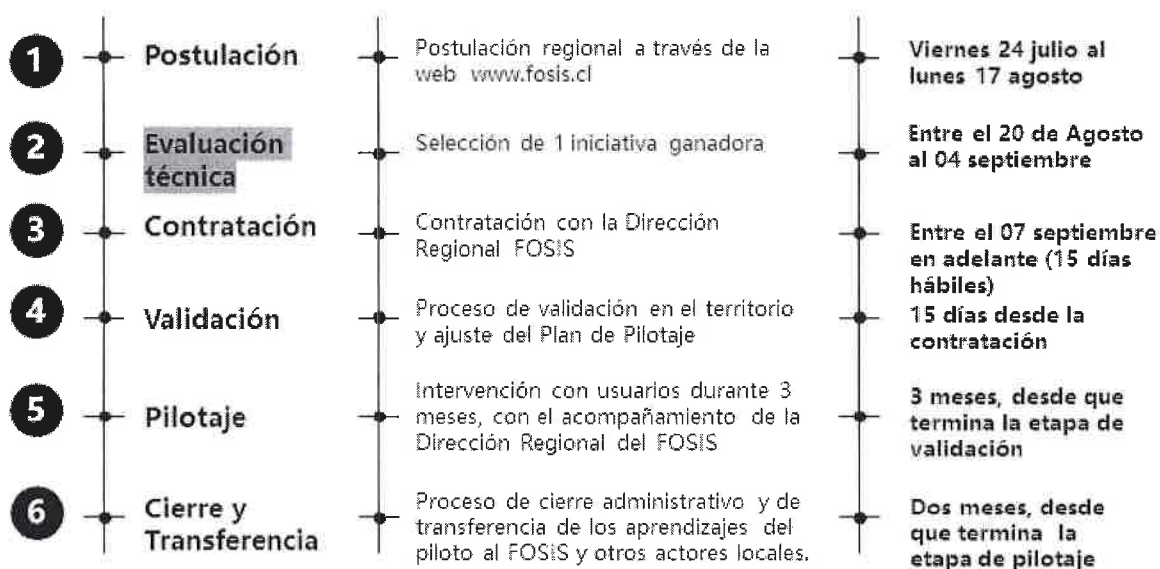 1
Postulación
Postulación regional a través de la
web www.fosis.cl
Viernes 24 julio al
lunes 17 agosto
2
Evaluación
técnica
Selección de 1 iniciativa ganadora
Entre el 20 de Agosto
al 04 septiembre
3
Contratación
Contratación con la Dirección
Regional FOSIS
Entre el 07 septiembre
en adelante (15 días
hábiles)
4
Validación
Proceso de validación en el territorio
y ajuste del Plan de Pilotaje
15 días desde la
contratación
5
Pilotaje
Intervención con usuarios durante 3
meses, con el acompañamiento de la
Dirección Regional del FOSIS
3 meses, desde que
termina la etapa de
validación
6
Cierre y
Transferencia
Proceso de cierre administrativo y de
transferencia de los aprendizajes del
piloto al FOSIS y otros actores locales.
Dos meses, desde
que termina la
etapa de pilotaje